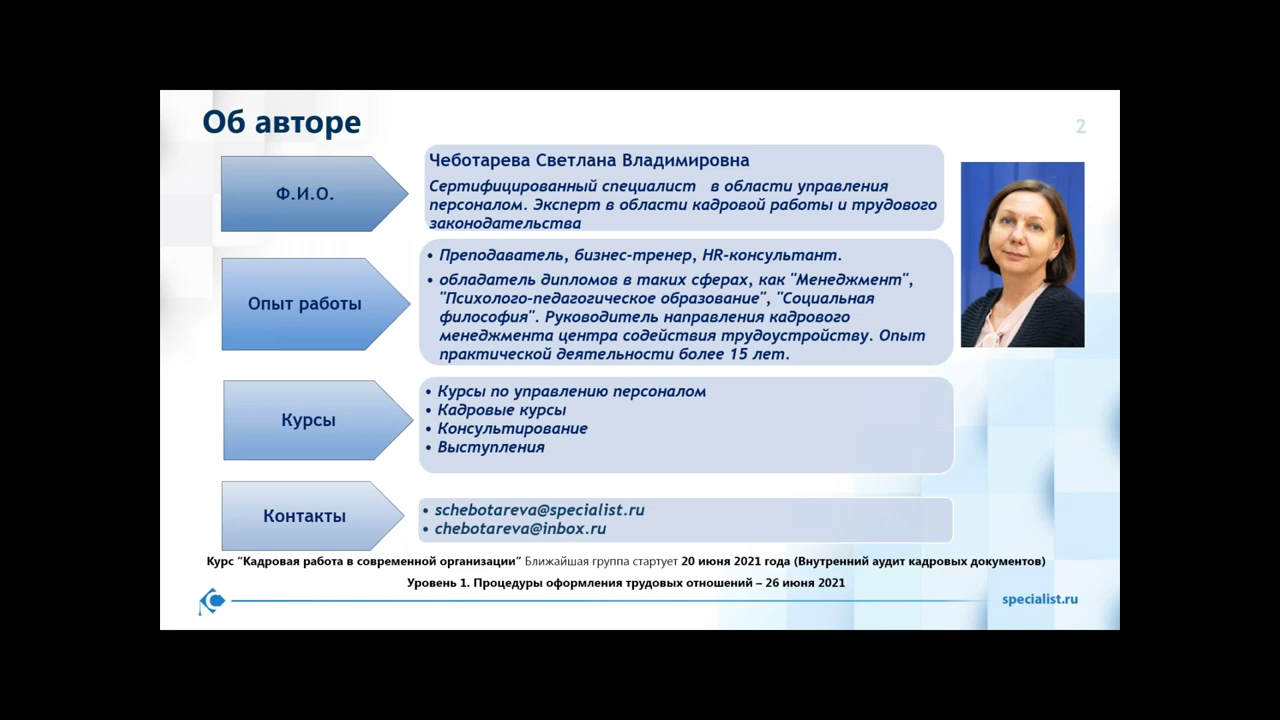 Об авторе
2
Ф.И.О.
Чеботарева Светлана Владимировна
Сертифицированный специалист в области управления
персоналом. Эксперт в области кадровой работы и трудового
законодательства
Опыт работы
• Преподаватель, бизнес-тренер, HR-консультант.
• обладатель дипломов в таких сферах, как "Менеджмент",
"Психолого-педагогическое образование", "Социальная
философия". Руководитель направления кадрового
менеджмента центра содействия трудоустройству. Опыт
практической деятельности более 15 лет.
Курсы
• Курсы по управлению персоналом
• Кадровые курсы
• Консультирование
• Выступления
Контакты
• schebotareva@specialist.ru
• chebotareva@inbox.ru
Курс "Кадровая работа в современной организации" Ближайшая группа стартует 20 июня 2021 года (Внутренний аудит кадровых документов)
Уровень 1. Процедуры оформления трудовых отношений – 26 июня 2021
specialist.ru